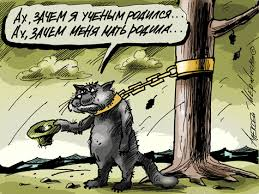 Ах, зачем я ученым родился...
Ах, зачем меня мать родила...